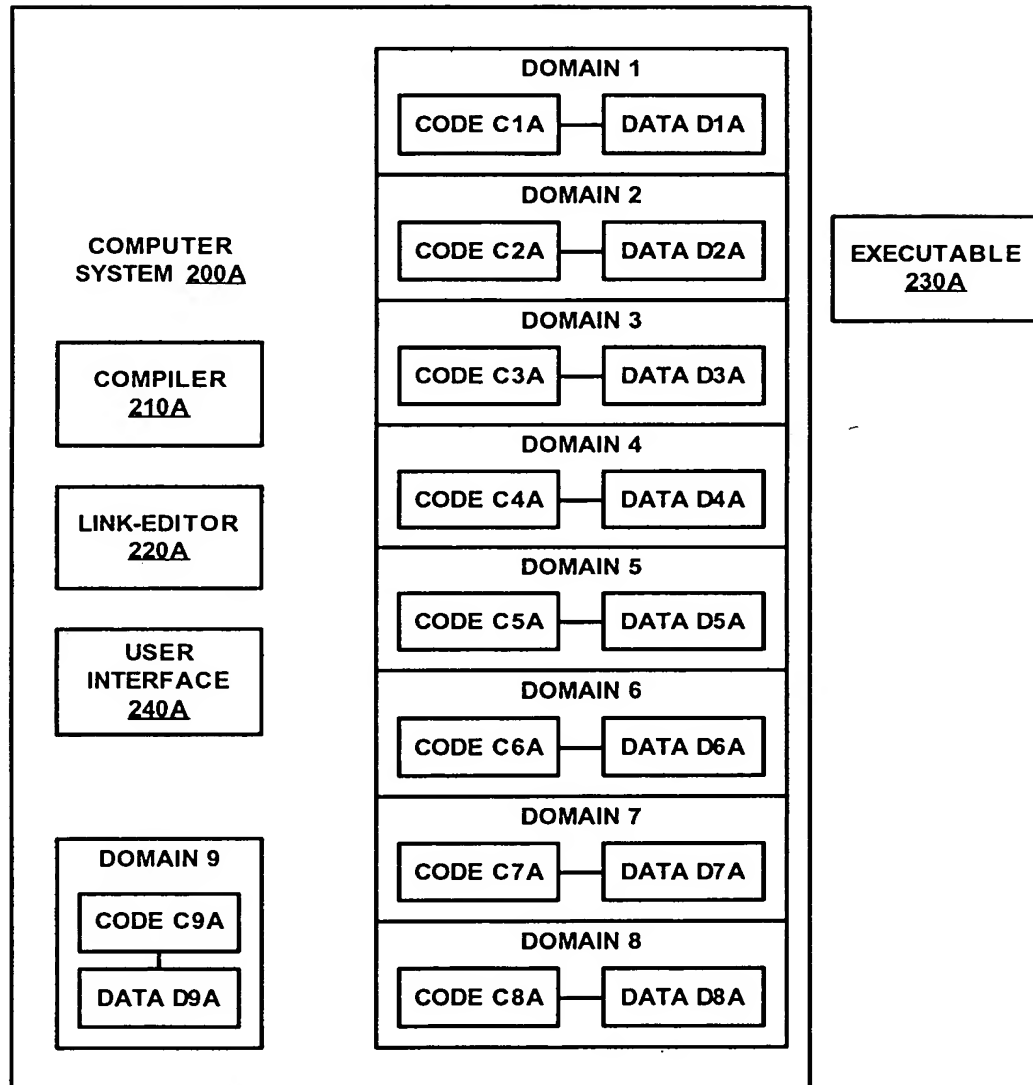 COMPUTER
SYSTEM 200A
COMPILER
210A
LINK-EDITOR
220A
USER
INTERFACE
240A
DOMAIN 9
CODE C9A
DATA D9A
DOMAIN 1
CODE C1A DATA D1A
DOMAIN 2
CODE C2A DATA D2A
DOMAIN 3
CODE C3A DATA D3A
DOMAIN 4
CODE C4A DATA D4A
DOMAIN 5
CODE C5A DATA D5A
DOMAIN 6
CODE C6A DATA D6A
DOMAIN 7
CODE C7A DATA D7A
DOMAIN 8
CODE C8A DATA D8A
EXECUTABLE
230A